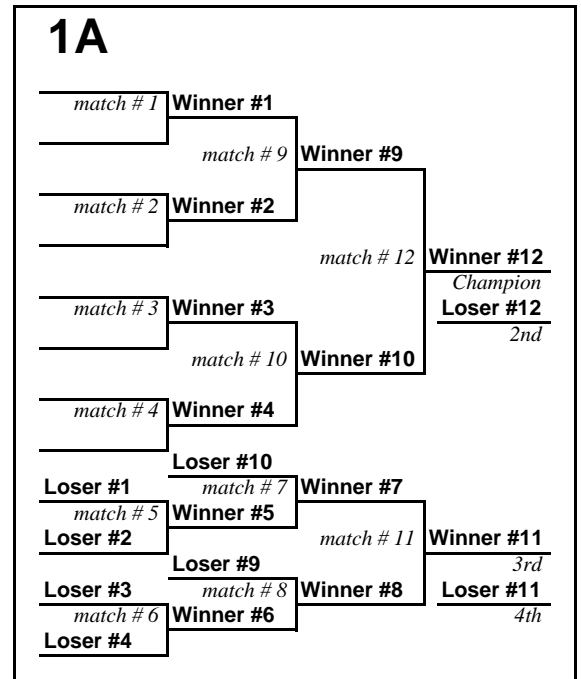 1A
match # 1 Winner #1
match # 9 Winner #9
match # 2 Winner #2
match # 12 Winner #12
Champion
match # 3 Winner #3 Loser #12
2nd
match # 10 Winner #10
match # 4 Winner #4
Loser #10
Loser #1 match # 7 Winner #7
match # 5 Winner #5
Loser #2 match # 11 Winner #11
Loser #9 3rd
Loser #3 match # 8 Winner #8 Loser #11
match # 6 Winner #6 4th
Loser #4